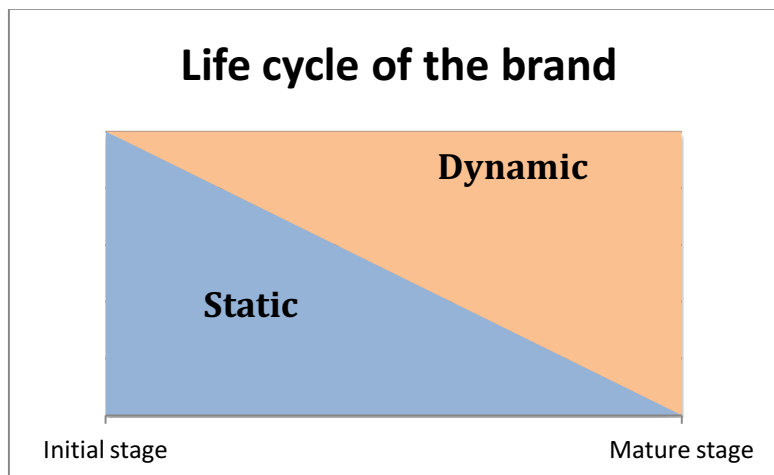 Life cycle of the brand
Dynamic
Static
Initial stage
Mature stage